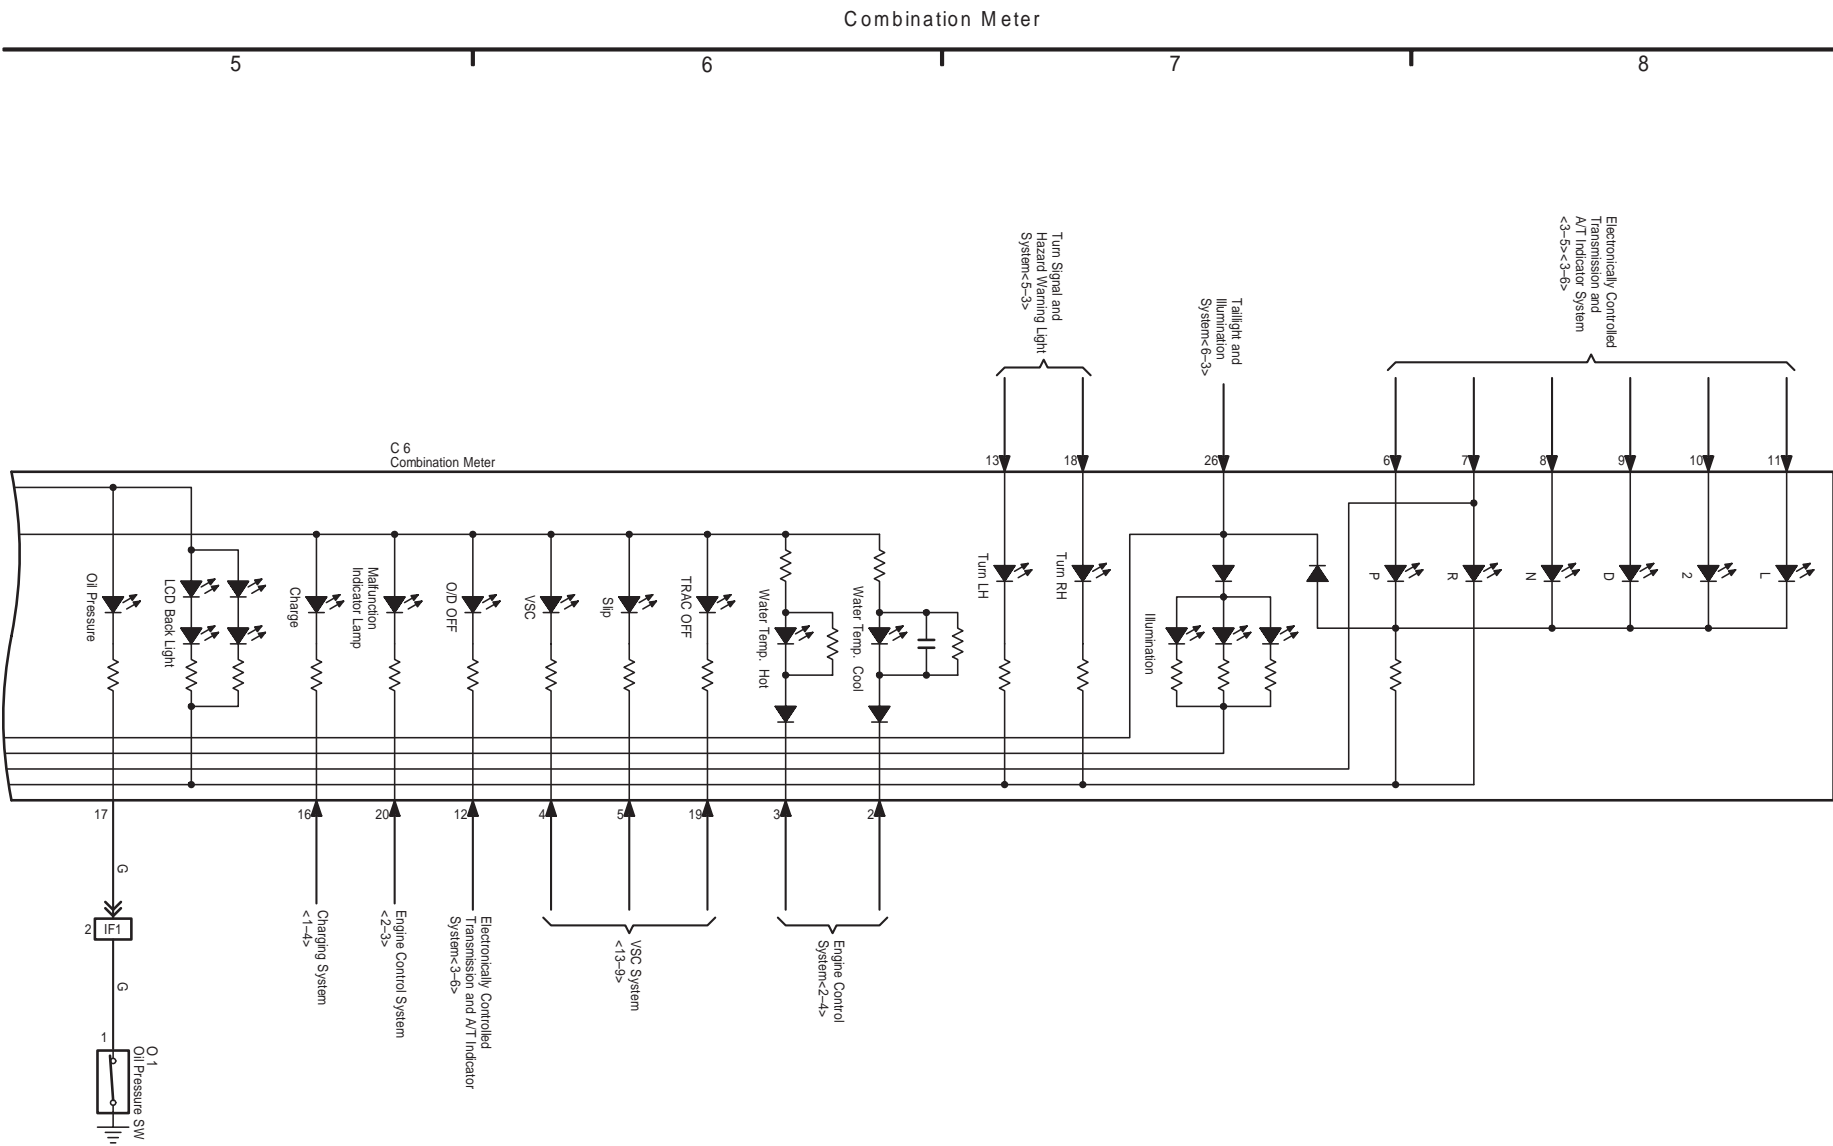 Combination Meter
5
6
7
8
Electronically Controlled
Transmission and
A/T Indicator System
<3–5><3–6>
Turn Signal and
Hazard Warning Light
System<5–3>
Taillight and
Illumination
System<6–3>
C 6
Combination Meter
13
18
26
6
7
8
9
10
11
Oil Pressure
LCD Back Light
Charge
Malfunction
Indicator Lamp
O/D OFF
VSC
Slip
TRAC OFF
Water Temp. Hot
Water Temp. Cool
Turn LH
Turn RH
Illumination
P
R
N
D
2
L
17
16
20
12
4
5
19
3
2
G
2
IF1
G
1
O 1
Oil Pressure SW
Charging System
<1–4>
Engine Control System
<2–3>
Electronically Controlled
Transmission and A/T Indicator
System<3–6>
VSC System
<13–9>
Engine Control
System<2–4>